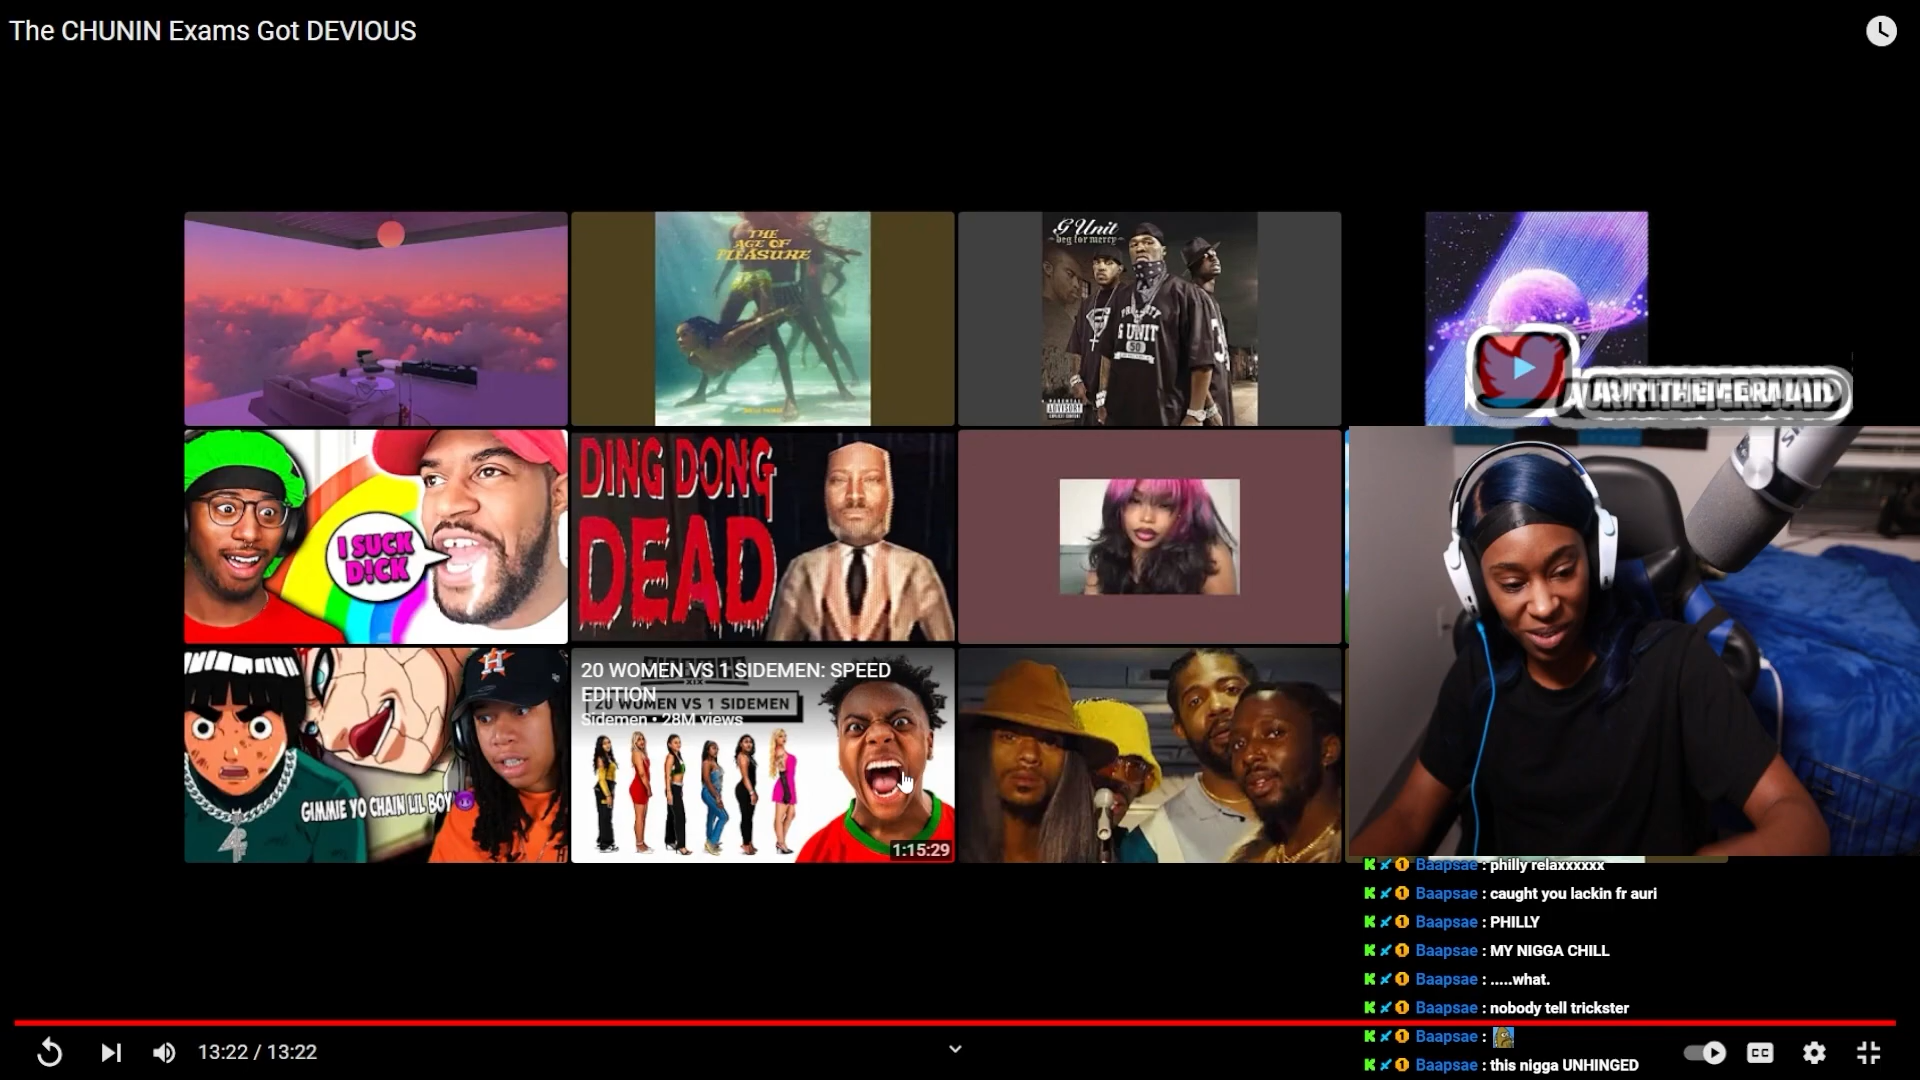 The CHUNIN Exams Got DEVIOUS
THE
AGE OF
PLEASURE
G Unit
~beg for mercy~
G UNIT
50
AURITHEMERMAID
I SUCK
D!CK
DING DONG
DEAD
GIMMIE YO CHAIN LIL BOY
20 WOMEN VS 1 SIDEMEN: SPEED
EDITION
20 WOMEN VS 1 SIDEMEN
Sidemen • 28M views
1:15:29
Baapsae : philly relaxxxxxx
Baapsae : caught you lackin fr auri
Baapsae : PHILLY
Baapsae : MY NIGGA CHILL
Baapsae : .....what.
Baapsae : nobody tell trickster
Baapsae :
Baapsae : this nigga UNHINGED
13:22 / 13:22
CC